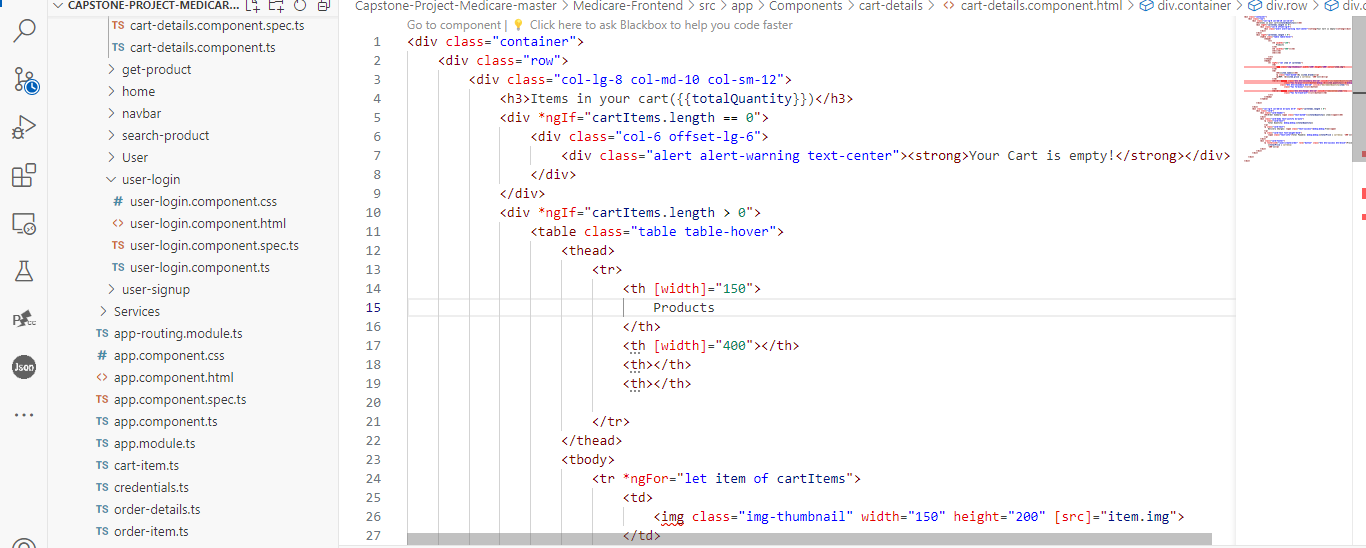 CAPSTONE-PROJECT-MEDICAR...
TS cart-details.component.spec.ts
TS cart-details.component.ts
> get-product
> home
> navbar
> search-product
> User
user-login
# user-login.component.css
<> user-login.component.html
TS user-login.component.spec.ts
TS user-login.component.ts
> user-signup
> Services
TS app-routing.module.ts
# app.component.css
<> app.component.html
TS app.component.spec.ts
TS app.component.ts
TS app.module.ts
TS cart-item.ts
TS credentials.ts
TS order-details.ts
TS order-item.ts
CC
Json
Capstone-Project-Medicare-master > Medicare-Frontend > src > app > Components > cart-details > <> cart-details.component.html > div.container > div.row > div.c
Go to component | 💡 Click here to ask Blackbox to help you code faster
1 <div class="container">
2 <div class="row">
3 <div class="col-lg-8 col-md-10 col-sm-12">
4 <h3>Items in your cart({{totalQuantity}})</h3>
5 <div *ngIf="cartItems.length == 0">
6 <div class="col-6 offset-lg-6">
7 <div class="alert alert-warning text-center"><strong>Your Cart is empty!</strong></div>
8 </div>
9 </div>
10 <div *ngIf="cartItems.length > 0">
11 <table class="table table-hover">
12 <thead>
13 <tr>
14 <th [width]="150">
15 Products
16 </th>
17 <th [width]="400"></th>
18 <th></th>
19 <th></th>
20
21 </tr>
22 </thead>
23 <tbody>
24 <tr *ngFor="let item of cartItems">
25 <td>
26 <img class="img-thumbnail" width="150" height="200" [src]="item.img">
27 </td>